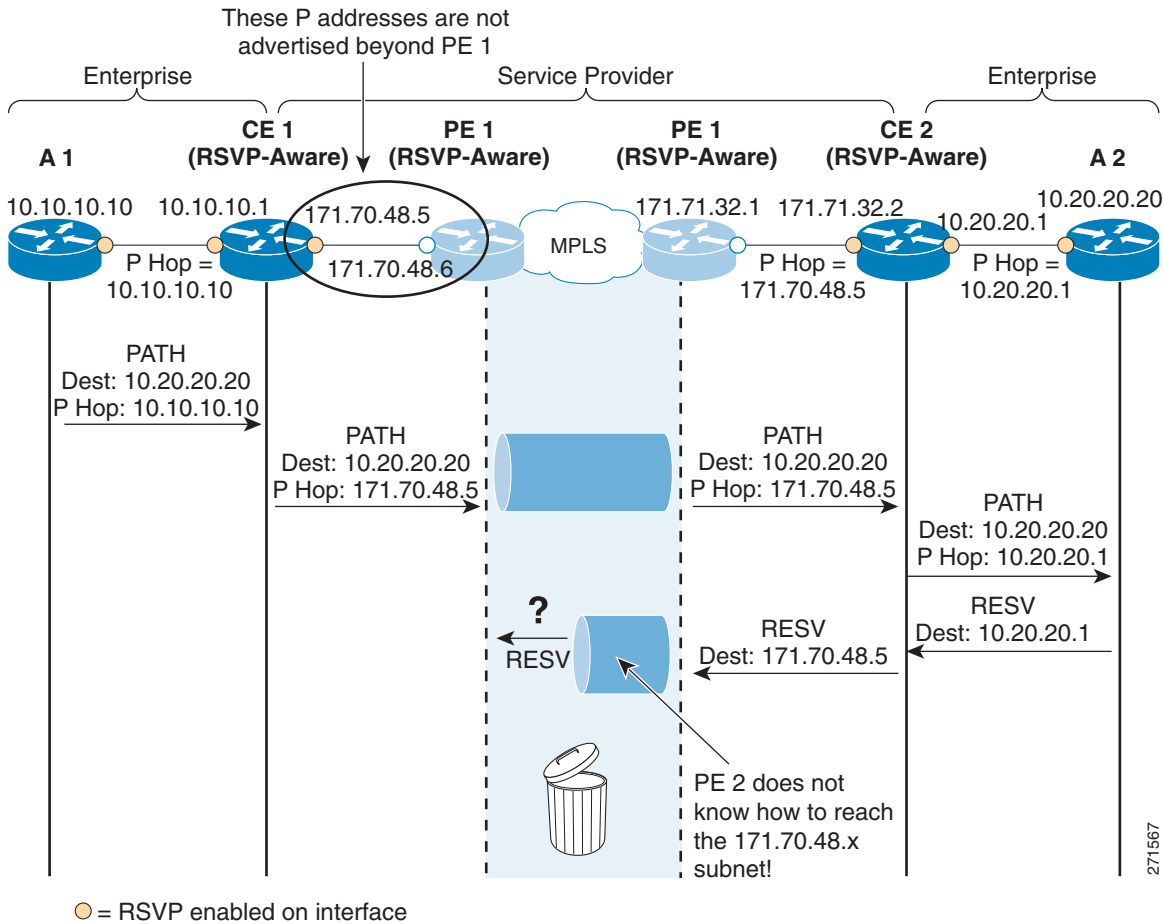 These P addresses are not
advertised beyond PE 1
Enterprise
Service Provider
Enterprise
A 1
CE 1
(RSVP-Aware)
PE 1
(RSVP-Aware)
PE 1
(RSVP-Aware)
CE 2
(RSVP-Aware)
A 2
10.10.10.10
10.10.10.1
171.70.48.5
171.70.48.6
MPLS
171.71.32.1
171.71.32.2
10.20.20.1
10.20.20.20
P Hop =
10.10.10.10
P Hop =
171.70.48.5
P Hop =
10.20.20.1
PATH
Dest: 10.20.20.20
P Hop: 10.10.10.10
PATH
Dest: 10.20.20.20
P Hop: 171.70.48.5
PATH
Dest: 10.20.20.20
P Hop: 171.70.48.5
PATH
Dest: 10.20.20.20
P Hop: 10.20.20.1
RESV
Dest: 10.20.20.1
RESV
Dest: 171.70.48.5
?
RESV
PE 2 does not
know how to reach
the 171.70.48.x
subnet!
271567
= RSVP enabled on interface